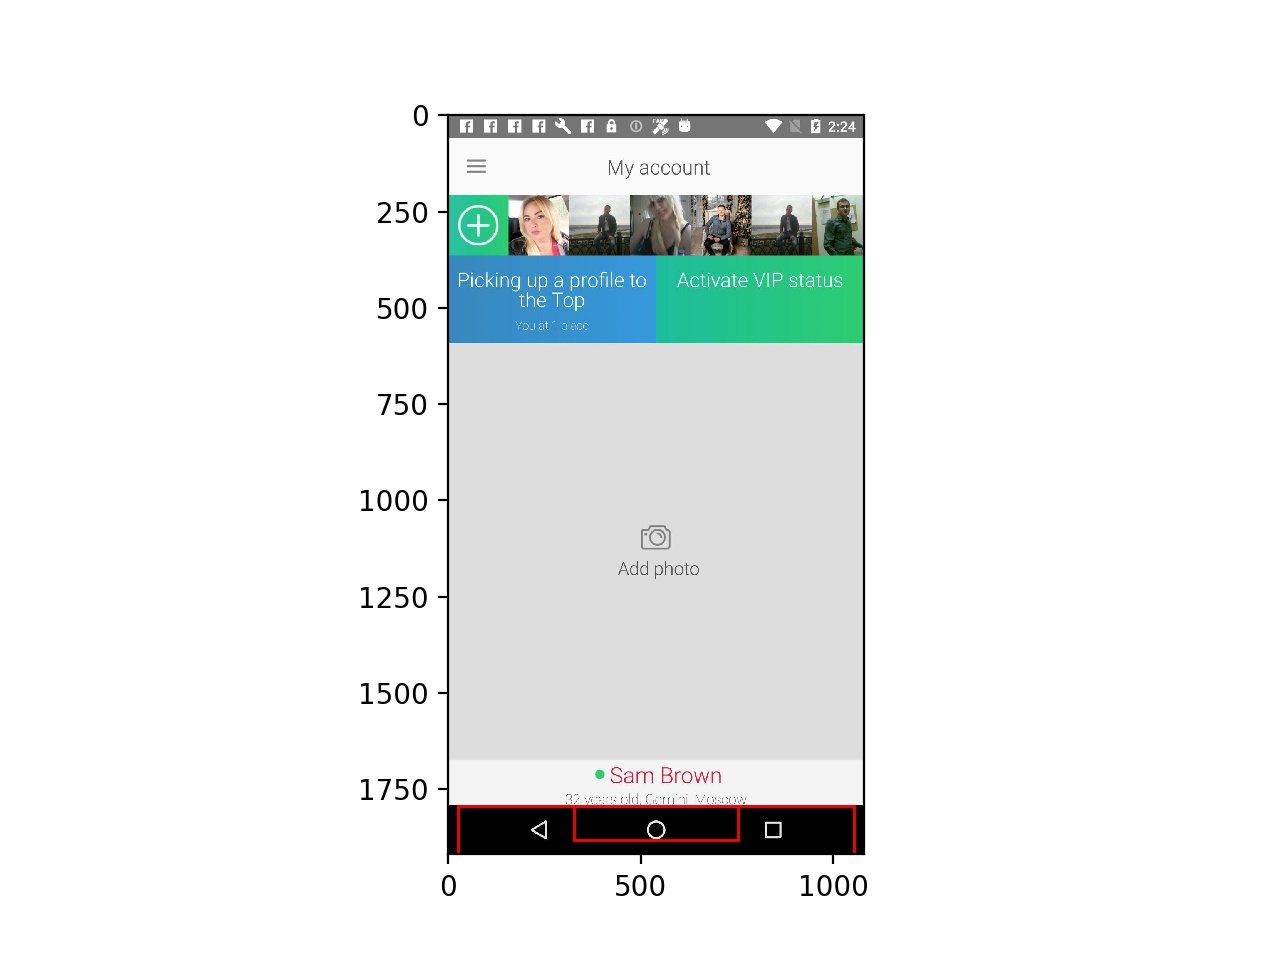 0
2:24
My account
250
Picking up a profile to
the Top
Activate VIP status
500
You at 1 place
750
1000
Add photo
1250
1500
Sam Brown
1750
32 years old, Gemini, Moscow
0
500
1000